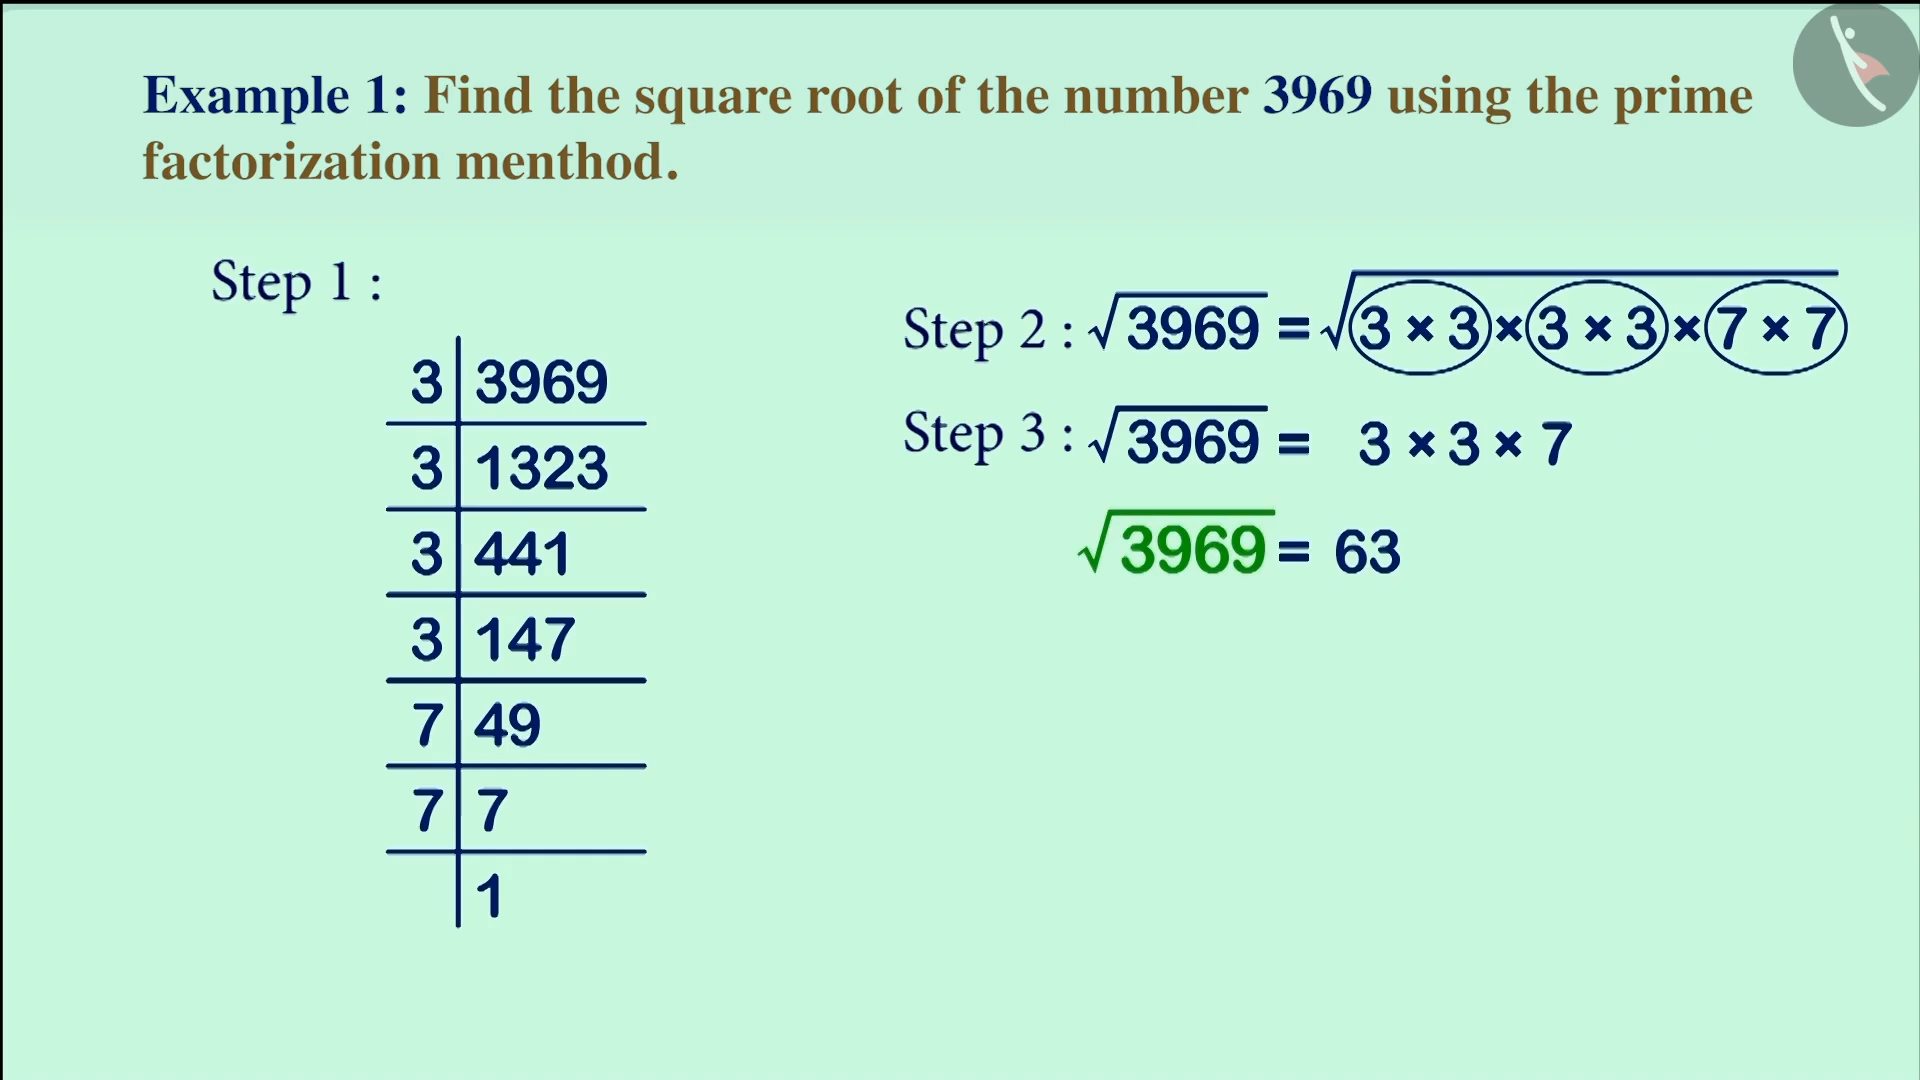 Example 1: Find the square root of the number 3969 using the prime
factorization menthod.
Step 1 :
3 3969
3 1323
3 441
3 147
7 49
7 7
1
Step 2 : √3969 = √3 × 3 × 3 × 3 × 7 × 7
Step 3 : √3969 = 3 × 3 × 7
√3969 = 63